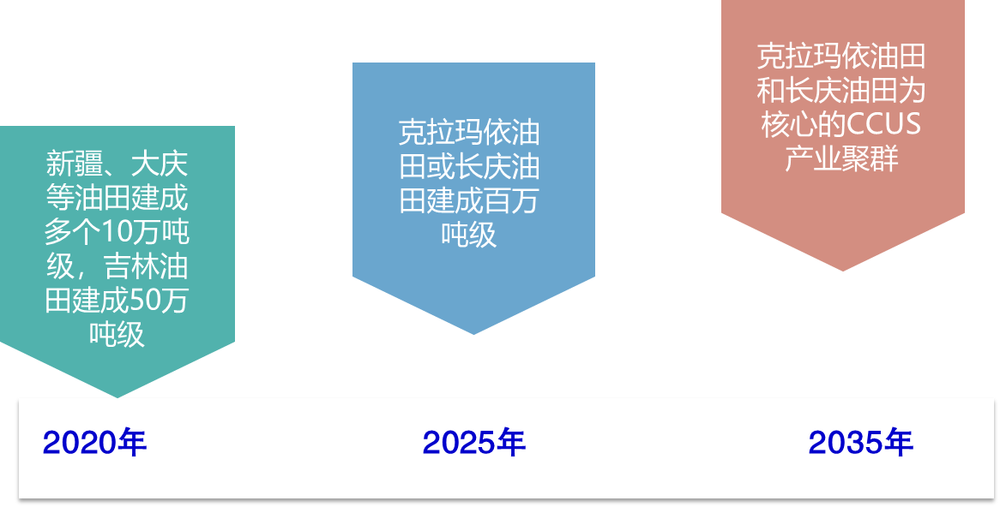 新疆、大庆
等油田建成
多个10万吨
级，吉林油
田建成50万
吨级
克拉玛依油
田或长庆油
田建成百万
吨级
克拉玛依油田
和长庆油田为
核心的CCUS
产业聚群
2020年
2025年
2035年